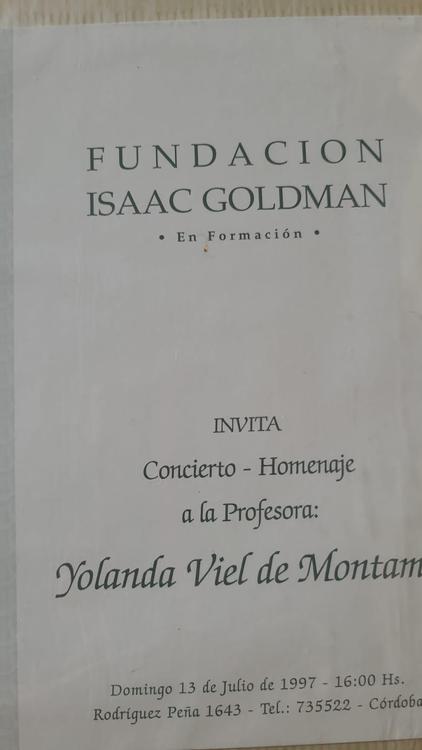 FUNDACION
ISAAC GOLDMAN
• En Formación •
INVITA
Concierto - Homenaje
a la Profesora:
Yolanda Viel de Montam
Domingo 13 de Julio de 1997 - 16:00 Hs.
Rodríguez Peña 1643 - Tel.: 735522 - Córdoba